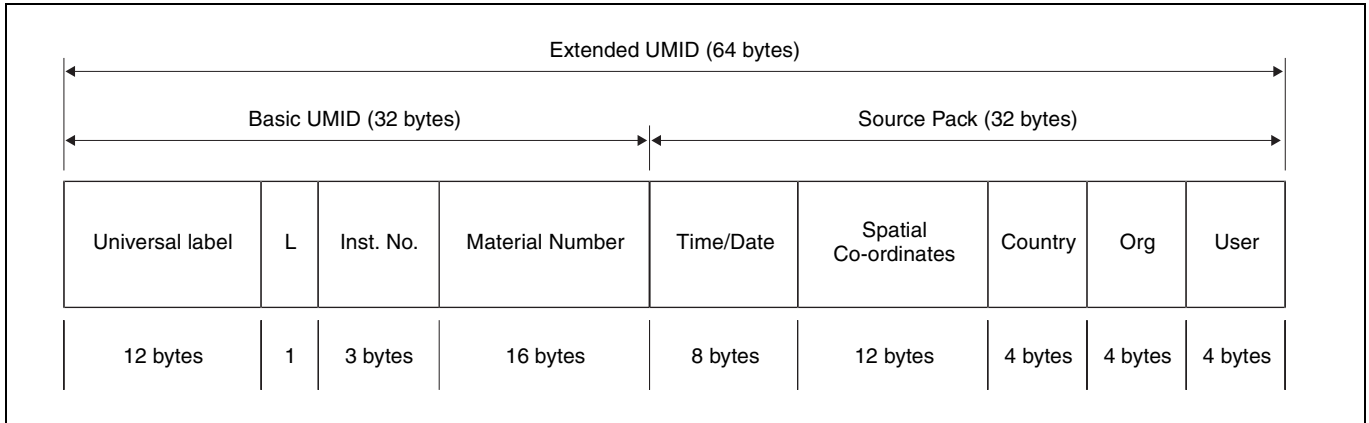 Extended UMID (64 bytes)
Basic UMID (32 bytes)
Source Pack (32 bytes)
Universal label
L
Inst. No.
Material Number
Time/Date
Spatial
Co-ordinates
Country
Org
User
12 bytes
1
3 bytes
16 bytes
8 bytes
12 bytes
4 bytes
4 bytes
4 bytes